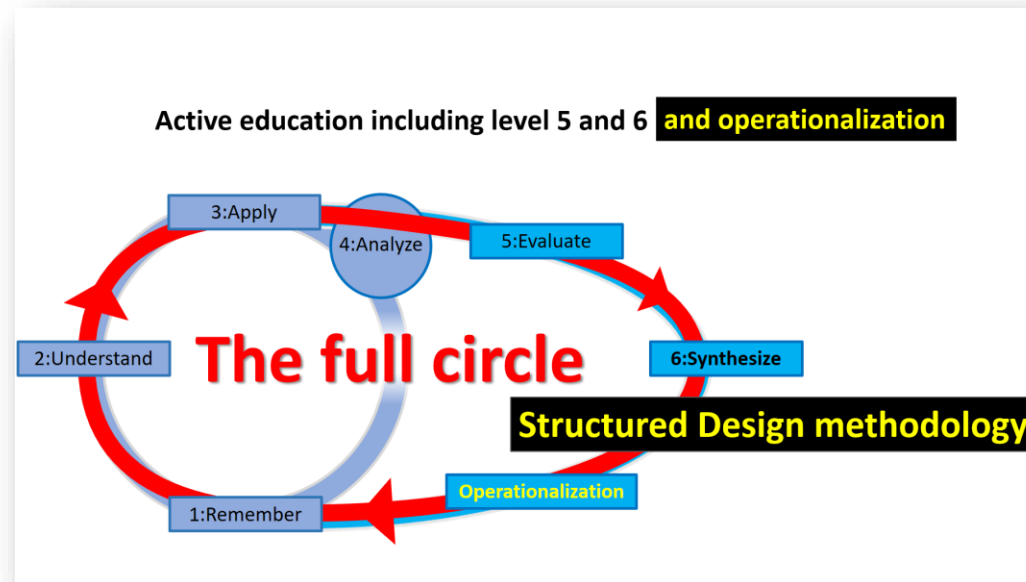 Active education including level 5 and 6 and operationalization
3:Apply
4:Analyze
5:Evaluate
2:Understand
The full circle
6:Synthesize
Structured Design methodology
Operationalization
1:Remember